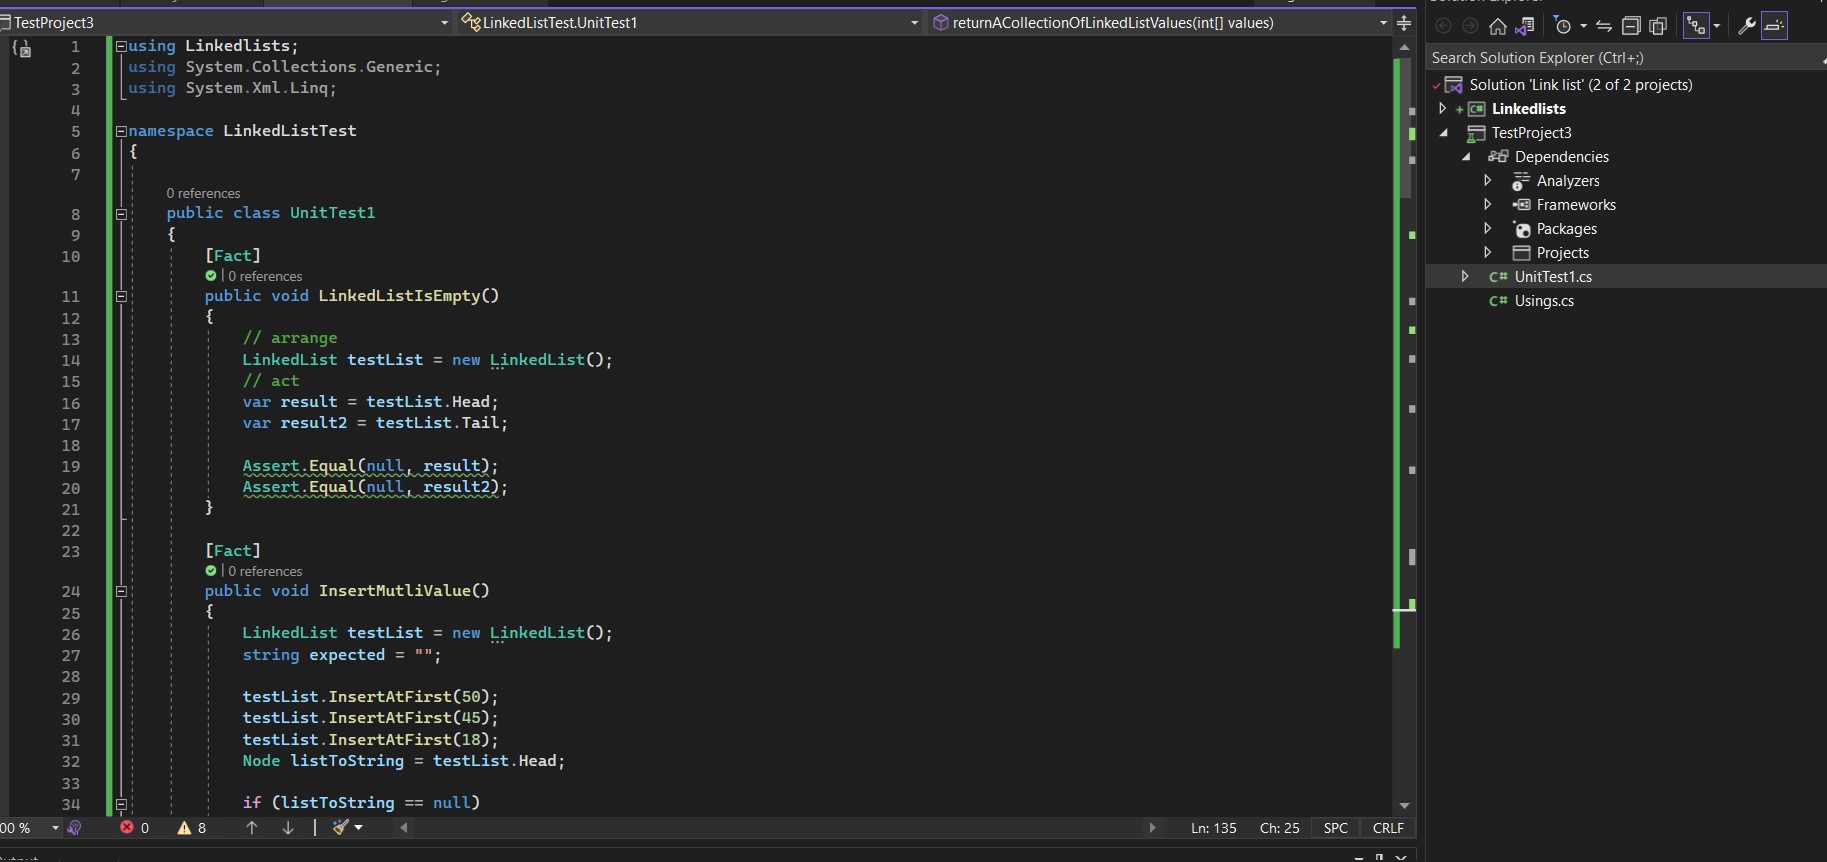 TestProject3 LinkedListTest.UnitTest1 returnACollectionOfLinkedListValues(int[] values)
1 using Linkedlists;
2 using System.Collections.Generic;
3 using System.Xml.Linq;
4
5 namespace LinkedListTest
6 {
7
0 references
8 public class UnitTest1
9 {
10 [Fact]
0 references
11 public void LinkedListIsEmpty()
12 {
13 // arrange
14 LinkedList testList = new LinkedList();
15 // act
16 var result = testList.Head;
17 var result2 = testList.Tail;
18
19 Assert.Equal(null, result);
20 Assert.Equal(null, result2);
21 }
22
23 [Fact]
0 references
24 public void InsertMutliValue()
25 {
26 LinkedList testList = new LinkedList();
27 string expected = "";
28
29 testList.InsertAtFirst(50);
30 testList.InsertAtFirst(45);
31 testList.InsertAtFirst(18);
32 Node listToString = testList.Head;
33
34 if (listToString == null)
00 % 0 8 Ln: 135 Ch: 25 SPC CRLF
Search Solution Explorer (Ctrl+;)
Solution 'Link list' (2 of 2 projects)
Linkedlists
TestProject3
Dependencies
Analyzers
Frameworks
Packages
Projects
C# UnitTest1.cs
C# Usings.cs